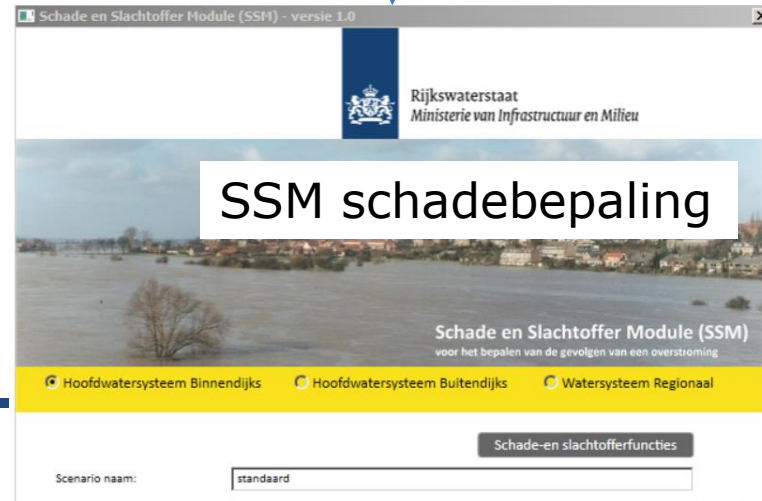 Schade en Slachtoffer Module (SSM) - versie 1.0
Rijkswaterstaat
Ministerie van Infrastructuur en Milieu
SSM schadebepaling
Schade en Slachtoffer Module (SSM)
voor het bepalen van de gevolgen van een overstroming
Hoofdwatersysteem Binnendijks Hoofdwatersysteem Buitendijks Watersysteem Regionaal
Schade-en slachtofferfuncties
Scenario naam: standaard